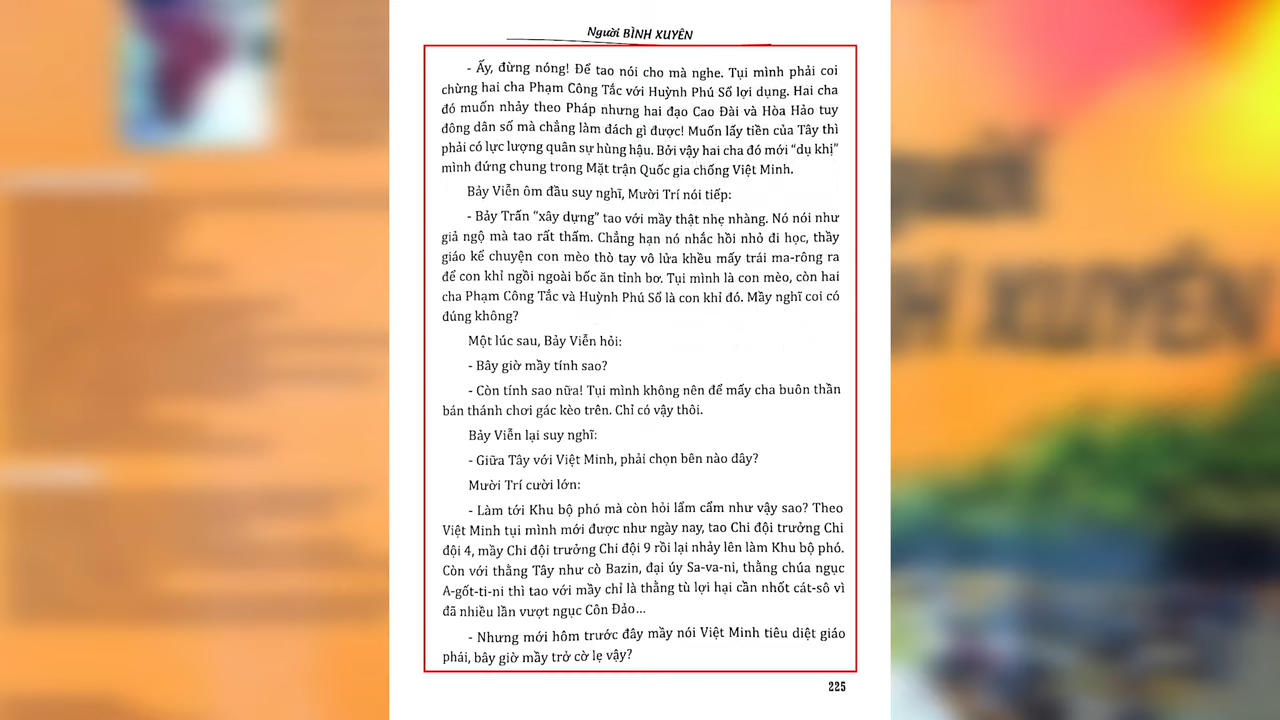 Người BÌNH XUYÊN
- Ấy, đừng nóng! Để tao nói cho mà nghe. Tụi mình phải coi
chừng hai cha Phạm Công Tắc với Huỳnh Phú Sổ lợi dụng. Hai cha
đó muốn nhảy theo Pháp nhưng hai đạo Cao Đài và Hòa Hảo tuy
đông dân số mà chẳng làm đách gì được! Muốn lấy tiền của Tây thì
phải có lực lượng quân sự hùng hậu. Bởi vậy hai cha đó mới “dụ khị”
mình đứng chung trong Mặt trận Quốc gia chống Việt Minh.
Bảy Viễn ôm đầu suy nghĩ, Mười Trí nói tiếp:
- Bảy Trấn “xây dựng” tao với mầy thật nhẹ nhàng. Nó nói như
giả ngộ mà tao rất thấm. Chẳng hạn nó nhắc hồi nhỏ đi học, thầy
giáo kể chuyện con mèo thò tay vô lửa khều mấy trái ma-rông ra
để con khỉ ngồi ngoài bốc ăn tỉnh bơ. Tụi mình là con mèo, còn hai
cha Phạm Công Tắc và Huỳnh Phú Sổ là con khỉ đó. Mầy nghĩ coi có
đúng không?
Một lúc sau, Bảy Viễn hỏi:
- Bây giờ mầy tính sao?
- Còn tính sao nữa! Tụi mình không nên để mấy cha buôn thần
bán thánh chơi gác kèo trên. Chỉ có vậy thôi.
Bảy Viễn lại suy nghĩ:
- Giữa Tây với Việt Minh, phải chọn bên nào đây?
Mười Trí cười lớn:
- Làm tới Khu bộ phó mà còn hỏi lẩm cẩm như vậy sao? Theo
Việt Minh tụi mình mới được như ngày nay, tao Chi đội trưởng Chi
đội 4, mầy Chi đội trưởng Chi đội 9 rồi lại nhảy lên làm Khu bộ phó.
Còn với thằng Tây như cò Bazin, đại úy Sa-va-ni, thằng chúa ngục
A-gốt-ti-ni thì tao với mầy chỉ là thằng tù lợi hại cần nhốt cát-sô vì
đã nhiều lần vượt ngục Côn Đảo...
- Nhưng mới hôm trước đây mầy nói Việt Minh tiêu diệt giáo
phái, bây giờ mầy trở cờ lẹ vậy?
225